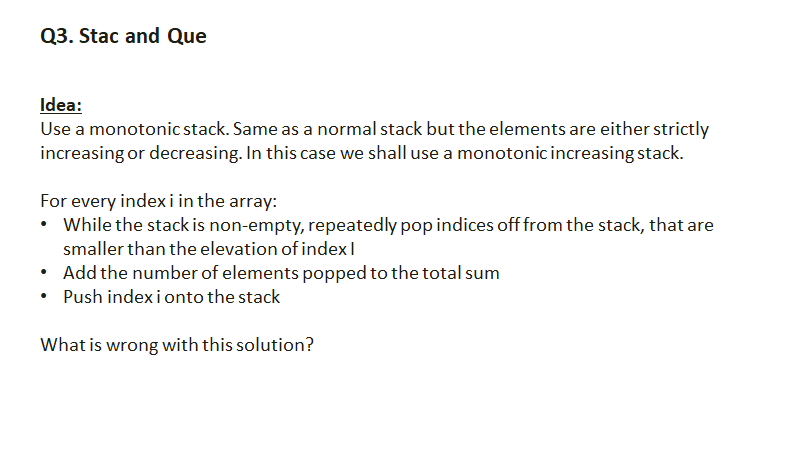 Q3. Stac and Que
Idea:
Use a monotonic stack. Same as a normal stack but the elements are either strictly
increasing or decreasing. In this case we shall use a monotonic increasing stack.
For every index i in the array:
• While the stack is non-empty, repeatedly pop indices off from the stack, that are
smaller than the elevation of index I
• Add the number of elements popped to the total sum
• Push index i onto the stack
What is wrong with this solution?